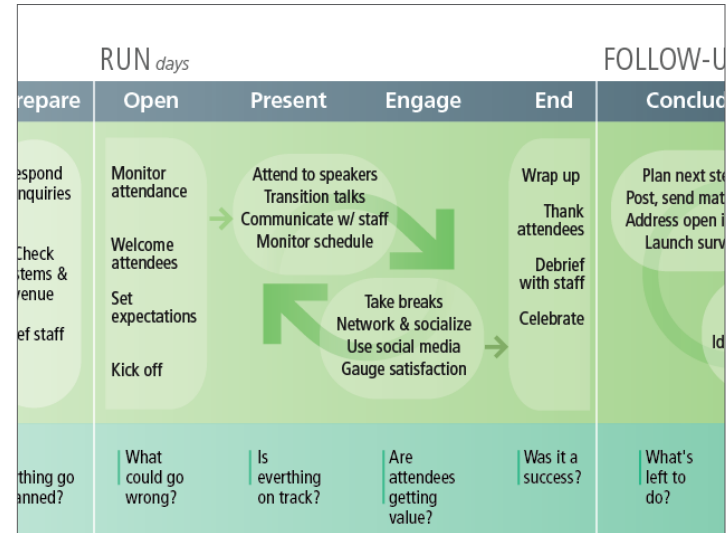 RUN days
FOLLOW-U
repare
Open
Present
Engage
End
Conclud
espond
nquiries
Check
stems &
venue
ef staff
Monitor
attendance
Welcome
attendees
Set
expectations
Kick off
Attend to speakers
Transition talks
Communicate w/ staff
Monitor schedule
Take breaks
Network & socialize
Use social media
Gauge satisfaction
Wrap up
Thank
attendees
Debrief
with staff
Celebrate
Plan next ste
Post, send mat
Address open i
Launch surv
Id
thing go
anned?
What
could go
wrong?
Is
everthing
on track?
Are
attendees
getting
value?
Was it a
success?
What's
left to
do?